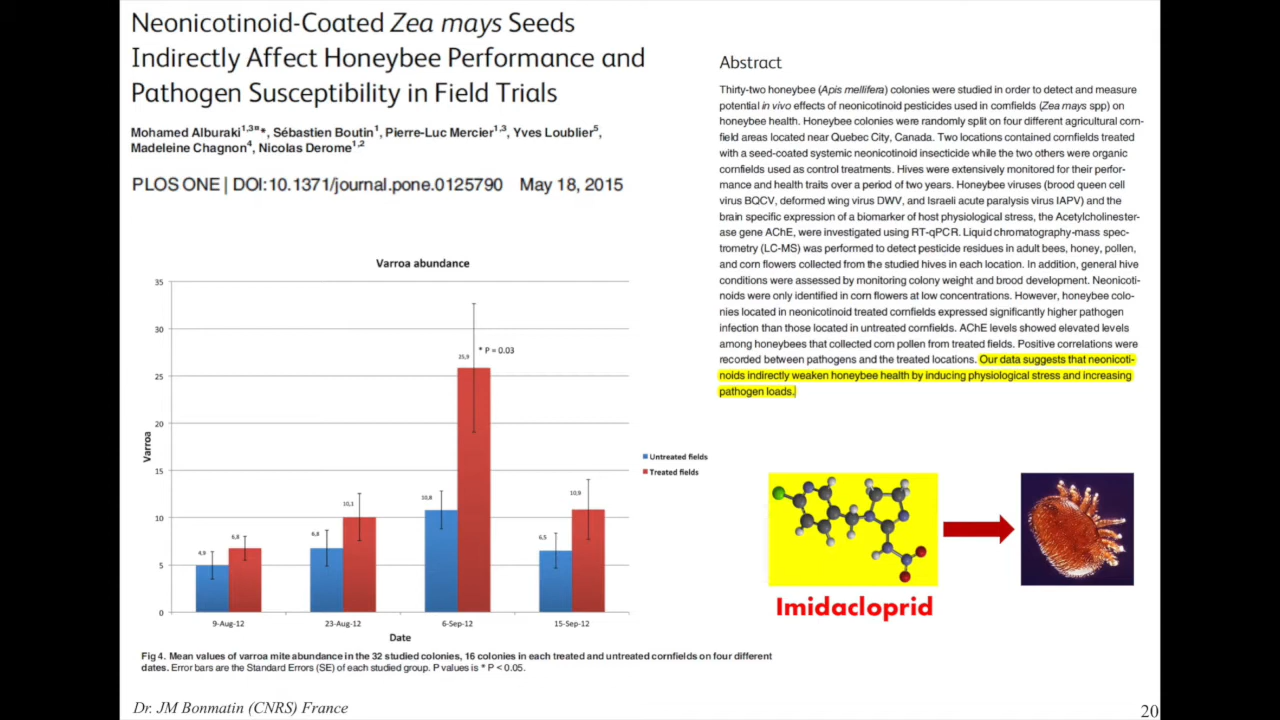 Neonicotinoid-Coated Zea mays Seeds
Indirectly Affect Honeybee Performance and
Pathogen Susceptibility in Field Trials
Mohamed Alburaki1,3¤*, Sébastien Boutin1, Pierre-Luc Mercier1,3, Yves Loublier5,
Madeleine Chagnon4, Nicolas Derome1,2
PLOS ONE | DOI:10.1371/journal.pone.0125790 May 18, 2015
Abstract
Thirty-two honeybee (Apis mellifera) colonies were studied in order to detect and measure
potential in vivo effects of neonicotinoid pesticides used in cornfields (Zea mays spp) on
honeybee health. Honeybee colonies were randomly split on four different agricultural corn-
field areas located near Quebec City, Canada. Two locations contained cornfields treated
with a seed-coated systemic neonicotinoid insecticide while the two others were organic
cornfields used as control treatments. Hives were extensively monitored for their perfor-
mance and health traits over a period of two years. Honeybee viruses (brood queen cell
virus BQCV, deformed wing virus DWV, and Israeli acute paralysis virus IAPV) and the
brain specific expression of a biomarker of host physiological stress, the Acetylcholinester-
ase gene AChE, were investigated using RT-qPCR. Liquid chromatography-mass spec-
trometry (LC-MS) was performed to detect pesticide residues in adult bees, honey, pollen,
and corn flowers collected from the studied hives in each location. In addition, general hive
conditions were assessed by monitoring colony weight and brood development. Neonicoti-
noids were only identified in corn flowers at low concentrations. However, honeybee colo-
nies located in neonicotinoid treated cornfields expressed significantly higher pathogen
infection than those located in untreated cornfields. AChE levels showed elevated levels
among honeybees that collected corn pollen from treated fields. Positive correlations were
recorded between pathogens and the treated locations. Our data suggests that neonicoti-
noids indirectly weaken honeybee health by inducing physiological stress and increasing
pathogen loads.
Varroa abundance
35
30
25
20
15
10
5
0
Varroa
4,9
6,8
6,8
10,1
10,8
25,9
* P = 0.03
6,5
10,9
9-Aug-12
23-Aug-12
6-Sep-12
15-Sep-12
Date
Untreated fields
Treated fields
Fig 4. Mean values of varroa mite abundance in the 32 studied colonies, 16 colonies in each treated and untreated cornfields on four different
dates. Error bars are the Standard Errors (SE) of each studied group. P values is * P < 0.05.
Imidacloprid
Dr. JM Bonmatin (CNRS) France
20